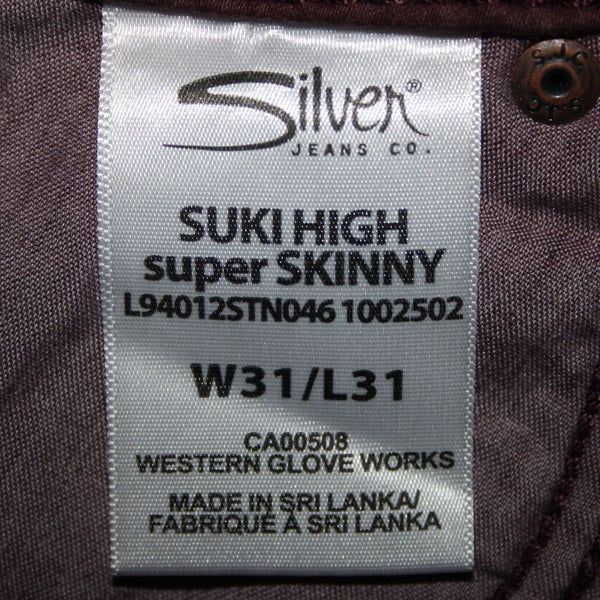 Silver®
JEANS CO.
SUKI HIGH
super SKINNY
L94012STN046 1002502
W31/L31
CA00508
WESTERN GLOVE WORKS
MADE IN SRI LANKA/
FABRIQUÉ À SRI LANKA